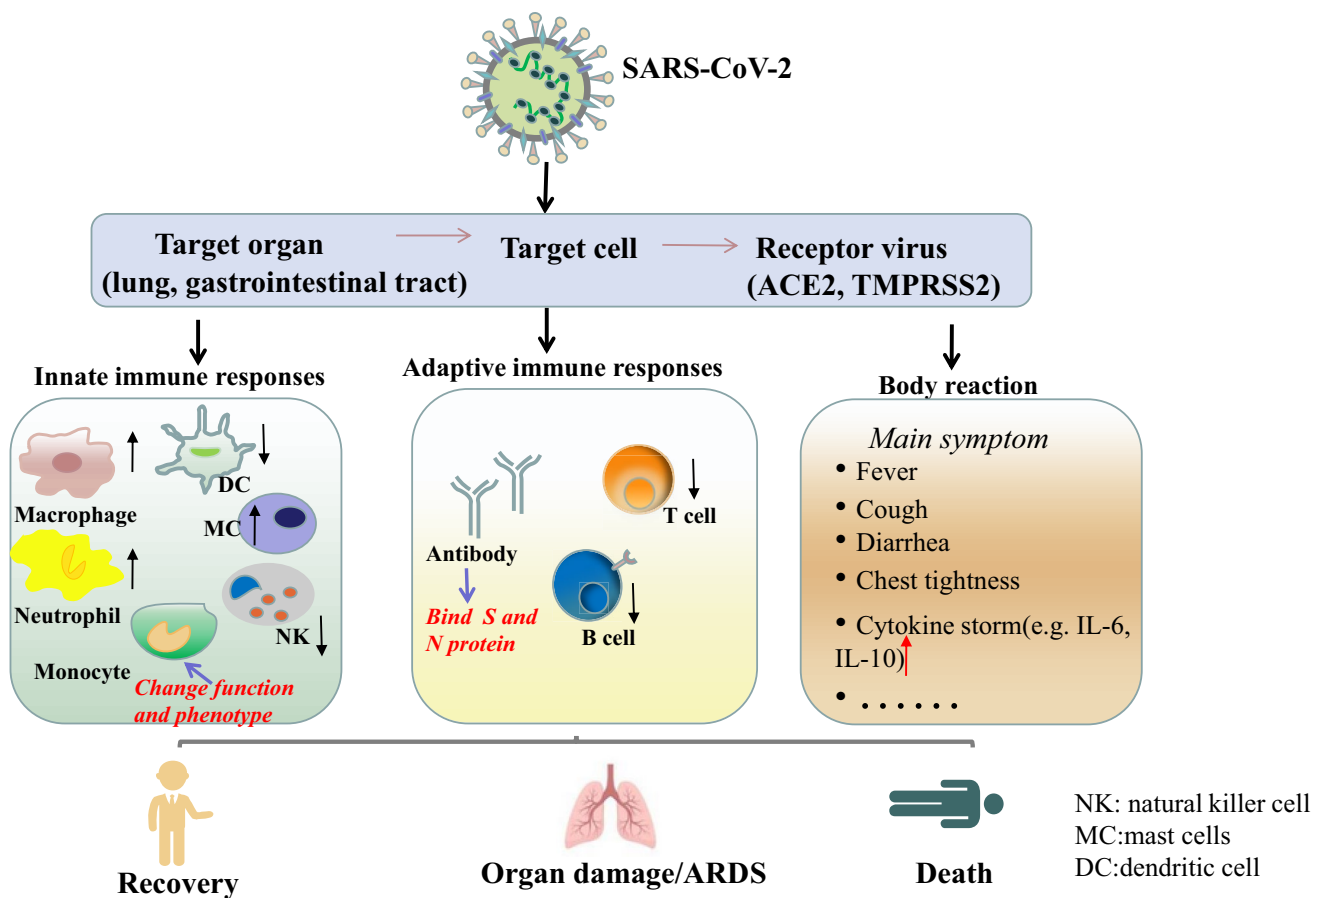 SARS-CoV-2
Target organ
(lung, gastrointestinal tract)
Target cell
Receptor virus
(ACE2, TMPRSS2)
Innate immune responses
Macrophage
DC
MC
Neutrophil
NK
Monocyte
Change function
and phenotype
Adaptive immune responses
Antibody
Bind S and
N protein
T cell
B cell
Body reaction
Main symptom
• Fever
• Cough
• Diarrhea
• Chest tightness
• Cytokine storm(e.g. IL-6,
IL-10)
• ......
Recovery
Organ damage/ARDS
Death
NK: natural killer cell
MC:mast cells
DC:dendritic cell